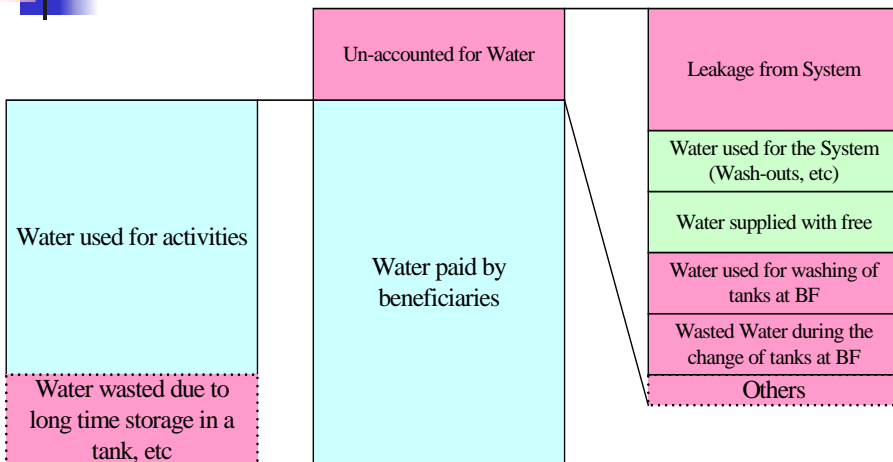 Un-accounted for Water
Leakage from System
Water used for the System
(Wash-outs, etc)
Water supplied with free
Water used for washing of
tanks at BF
Wasted Water during the
change of tanks at BF
Others
Water used for activities
Water paid by
beneficiaries
Water wasted due to
long time storage in a
tank, etc